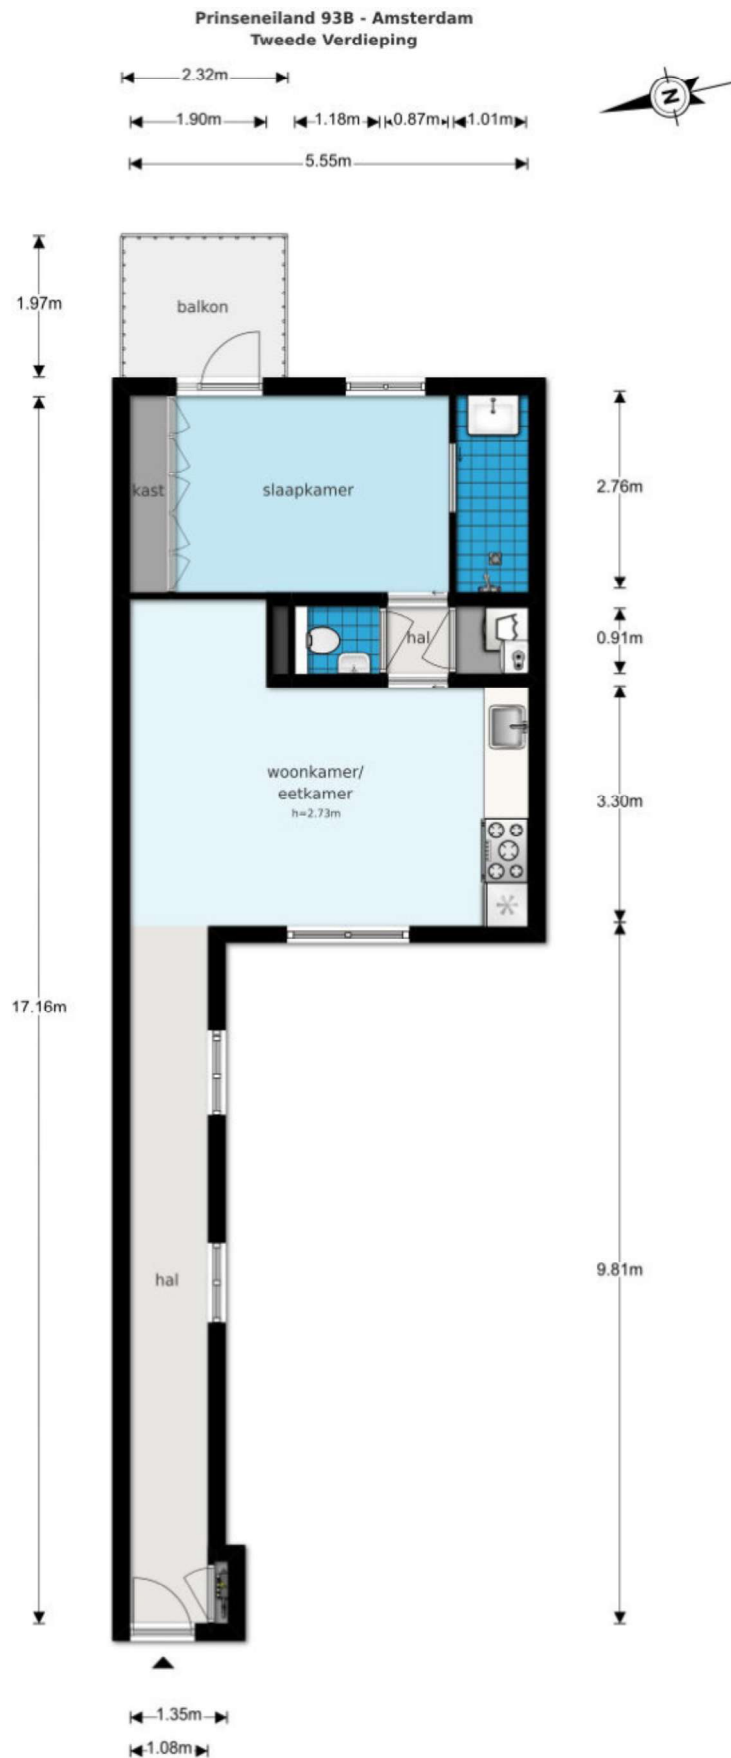 Prinseneiland 93B - Amsterdam
Tweede Verdieping
2.32m
N
1.90m
1.18m
0.87m
1.01m
5.55m
1.97m
balkon
kast
slaapkamer
2.76m
hal
0.91m
woonkamer/
eetkamer
h=2.73m
3.30m
17.16m
hal
9.81m
1.35m
1.08m